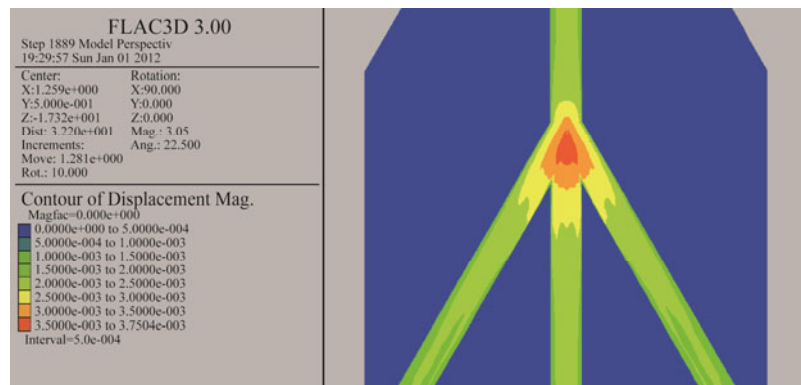 FLAC3D 3.00
Step 1889 Model Perspectiv
19:29:57 Sun Jan 01 2012
Center: Rotation:
X:1.259e+000 X:90.000
Y:5.000e-001 Y:0.000
Z:-1.732e+001 Z:0.000
Dist: 3.220e+001 Mag.: 3.05
Increments: Ang.: 22.500
Move: 1.281e+000
Rot.: 10.000
Contour of Displacement Mag.
Magfac=0.000e+000
0.0000e+000 to 5.0000e-004
5.0000e-004 to 1.0000e-003
1.0000e-003 to 1.5000e-003
1.5000e-003 to 2.0000e-003
2.0000e-003 to 2.5000e-003
2.5000e-003 to 3.0000e-003
3.0000e-003 to 3.5000e-003
3.5000e-003 to 3.7504e-003
Interval=5.0e-004